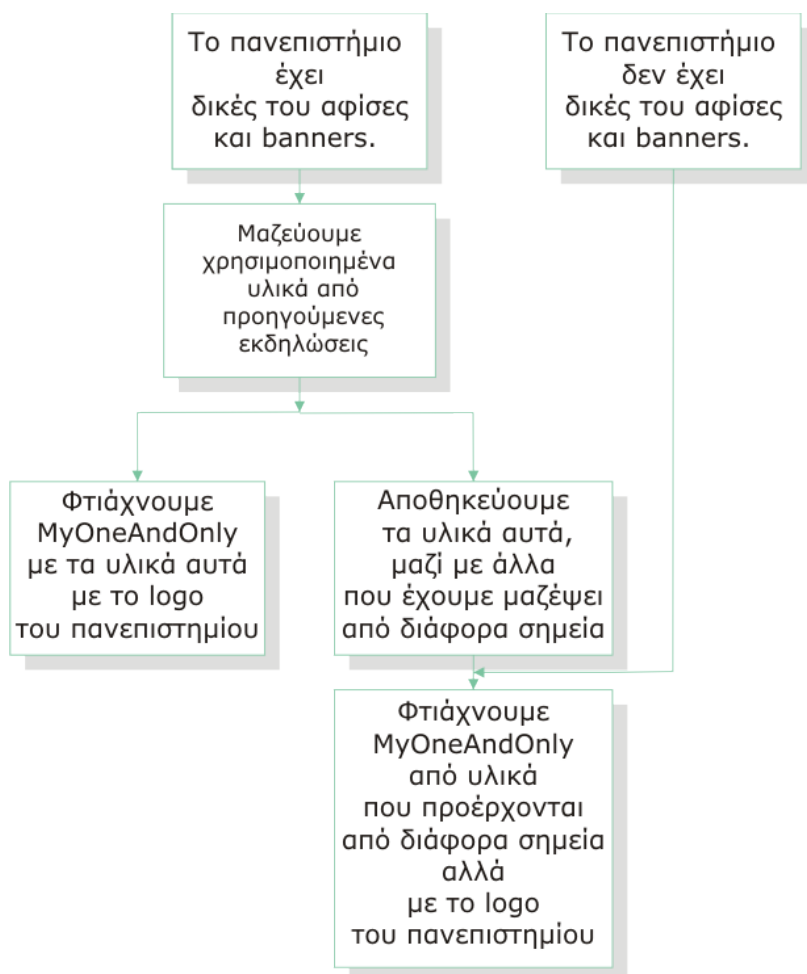 Το πανεπιστήμιο
έχει
δικές του αφίσες
και banners.
Το πανεπιστήμιο
δεν έχει
δικές του αφίσες
και banners.
Μαζεύουμε
χρησιμοποιημένα
υλικά από
προηγούμενες
εκδηλώσεις
Φτιάχνουμε
MyOneAndOnly
με τα υλικά αυτά
με το logo
του πανεπιστημίου
Αποθηκεύουμε
τα υλικά αυτά,
μαζί με άλλα
που έχουμε μαζέψει
από διάφορα σημεία
Φτιάχνουμε
MyOneAndOnly
από υλικά
που προέρχονται
από διάφορα σημεία
αλλά
με το logo
του πανεπιστημίου